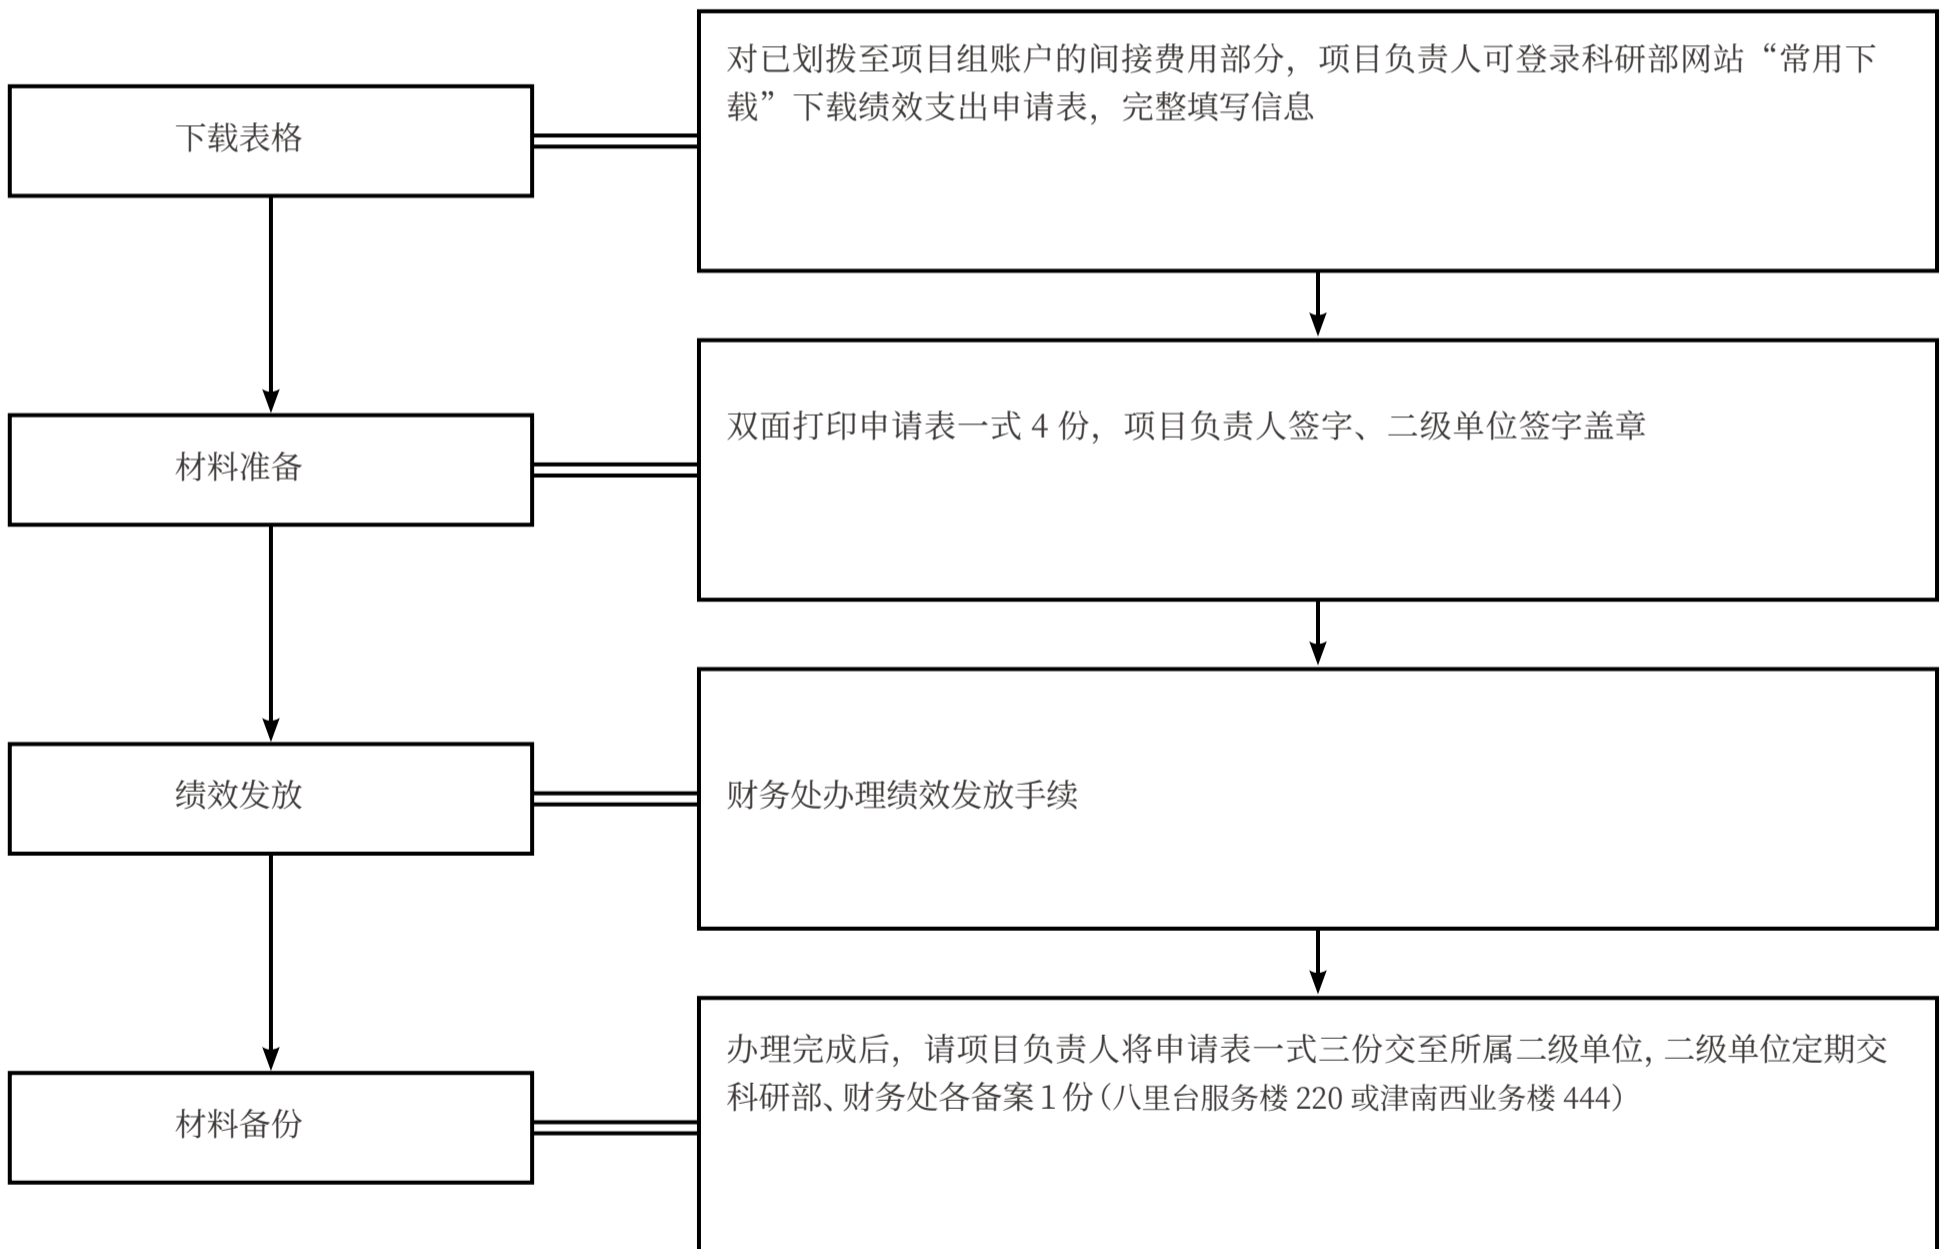 下载表格
对已划拨至项目组账户的间接费用部分，项目负责人可登录科研部网站“常用下
载”下载绩效支出申请表，完整填写信息
材料准备
双面打印申请表一式 4 份，项目负责人签字、二级单位签字盖章
绩效发放
财务处办理绩效发放手续
材料备份
办理完成后，请项目负责人将申请表一式三份交至所属二级单位，二级单位定期交
科研部、财务处各备案 1 份（八里台服务楼 220 或津南西业务楼 444）